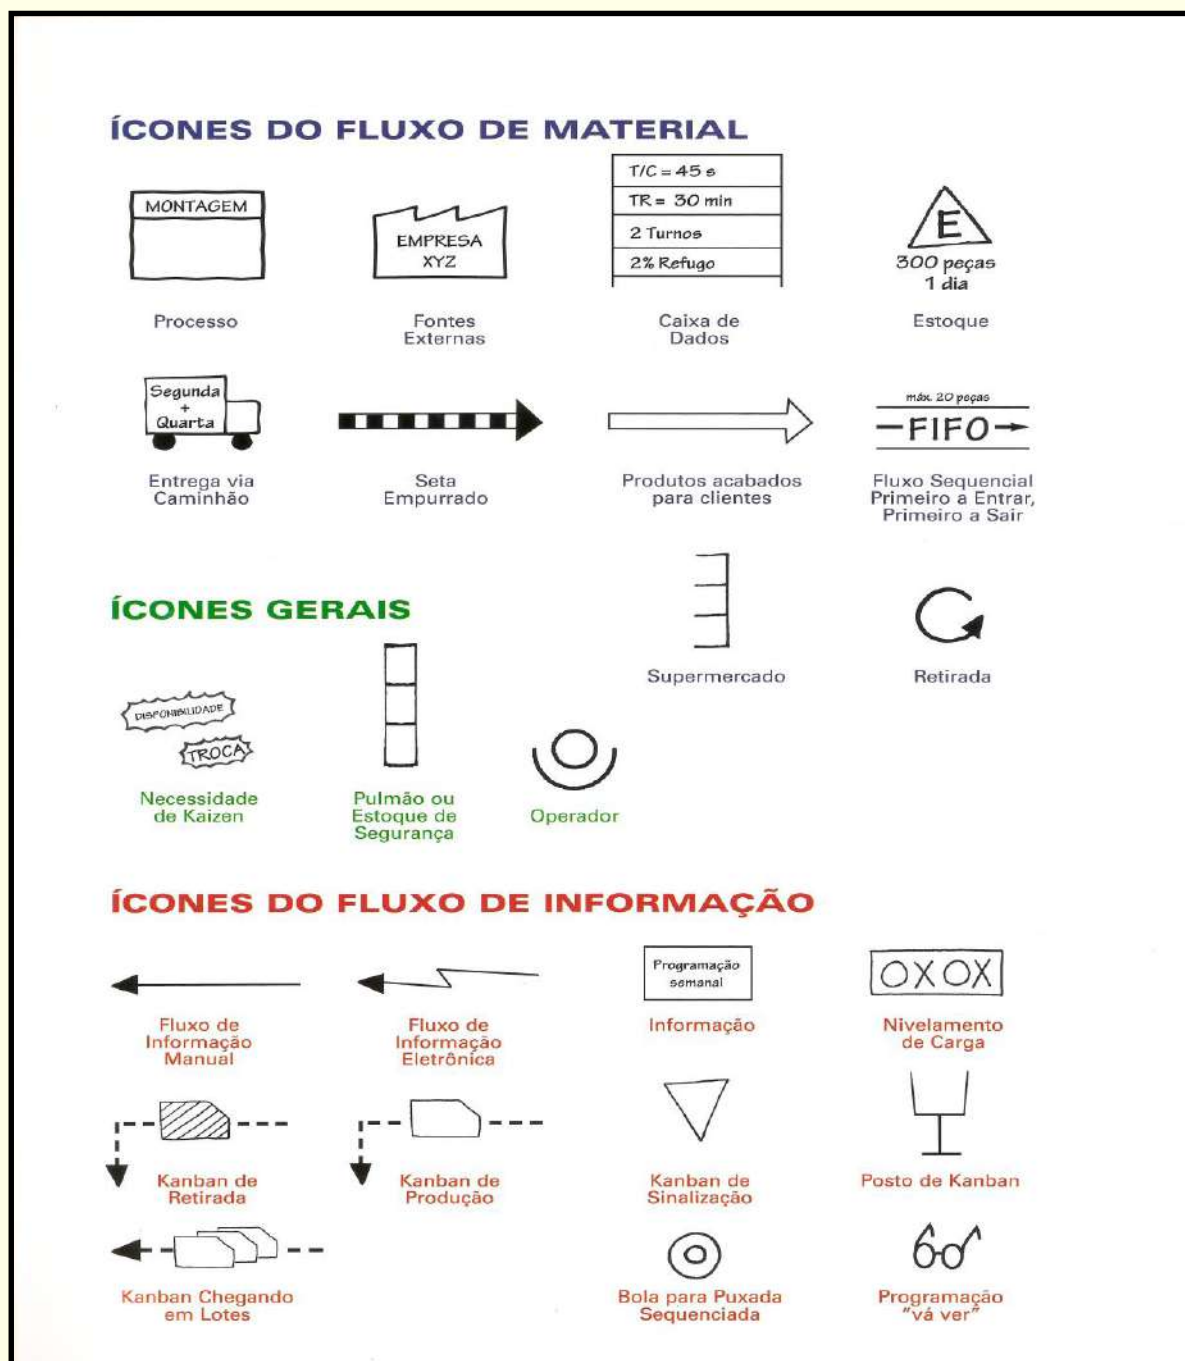 ÍCONES DO FLUXO DE MATERIAL
MONTAGEM
Processo
EMPRESA
XYZ
Fontes
Externas
T/C = 45 s
TR = 30 min
2 Turnos
2% Refugo
Caixa de
Dados
E
300 peças
1 dia
Estoque
Segunda
+
Quarta
Entrega via
Caminhão
Seta
Empurrado
Produtos acabados
para clientes
máx. 20 peças
FIFO
Fluxo Sequencial
Primeiro a Entrar,
Primeiro a Sair
Supermercado
Retirada
ÍCONES GERAIS
DISPONIBILIDADE
TROCA
Necessidade
de Kaizen
Pulmão ou
Estoque de
Segurança
Operador
ÍCONES DO FLUXO DE INFORMAÇÃO
Fluxo de
Informação
Manual
Fluxo de
Informação
Eletrônica
Programação
semanal
Informação
OXOX
Nivelamento
de Carga
Kanban de
Retirada
Kanban de
Produção
Kanban de
Sinalização
Posto de Kanban
Kanban Chegando
em Lotes
Bola para Puxada
Sequenciada
Programação
"vá ver"